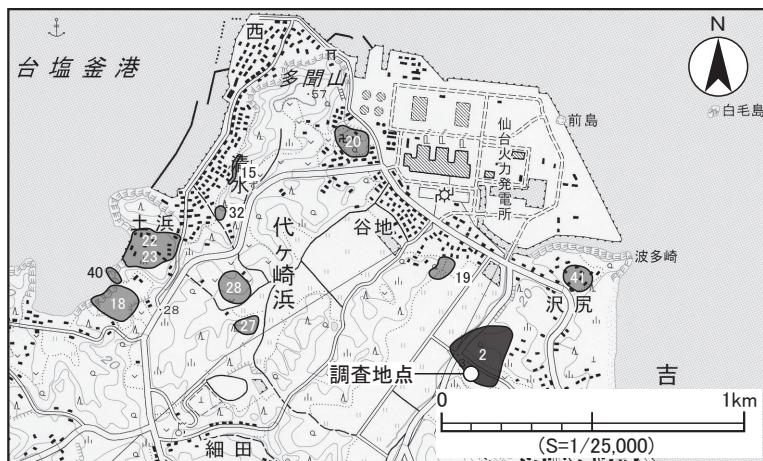 台塩釜港
西
多聞山
・57
N
前島
白毛島
仙台火力発電所
20
清水
15
32
土浜
22
23
代ヶ崎浜
谷地
波多崎
40
18
28
28
27
19
41
沢尻
20
20
2
調査地点
吉
細田
0
1km
(S=1/25,000)